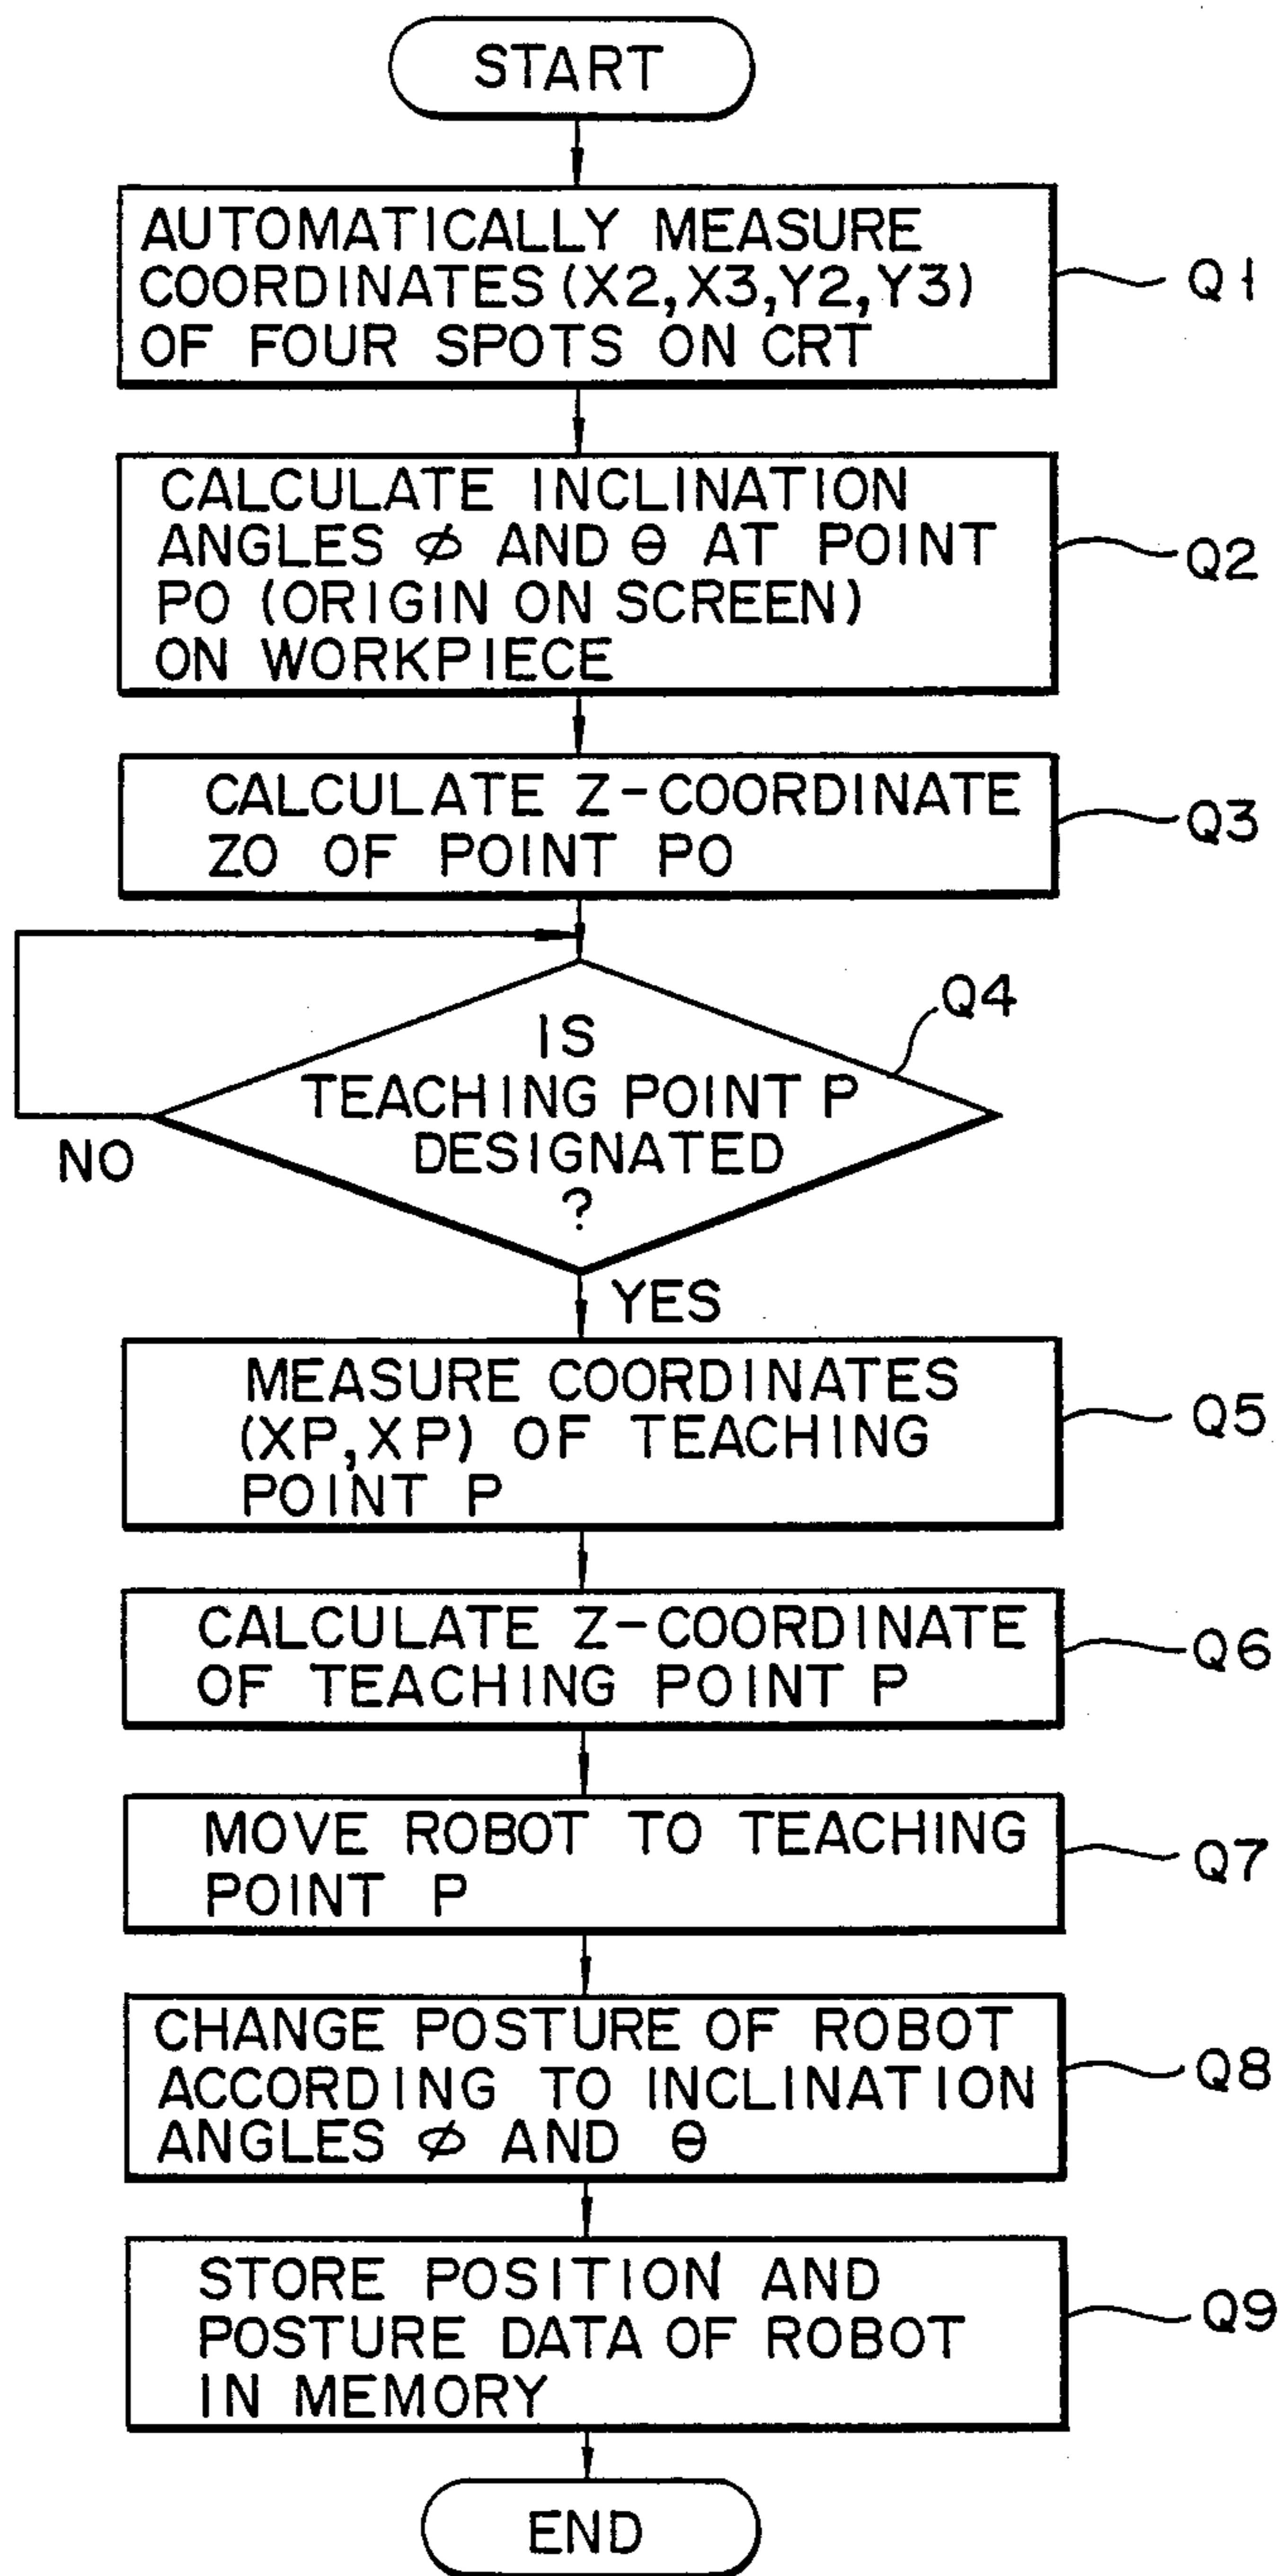 START
AUTOMATICALLY MEASURE
COORDINATES (X2,X3,Y2,Y3)
OF FOUR SPOTS ON CRT
Q1
CALCULATE INCLINATION
ANGLES ϕ AND θ AT POINT
PO (ORIGIN ON SCREEN)
ON WORKPIECE
Q2
CALCULATE Z-COORDINATE
ZO OF POINT PO
Q3
IS
TEACHING POINT P
DESIGNATED
?
Q4
NO
YES
MEASURE COORDINATES
(XP,XP) OF TEACHING
POINT P
Q5
CALCULATE Z-COORDINATE
OF TEACHING POINT P
Q6
MOVE ROBOT TO TEACHING
POINT P
Q7
CHANGE POSTURE OF ROBOT
ACCORDING TO INCLINATION
ANGLES ϕ AND θ
Q8
STORE POSITION AND
POSTURE DATA OF ROBOT
IN MEMORY
Q9
END